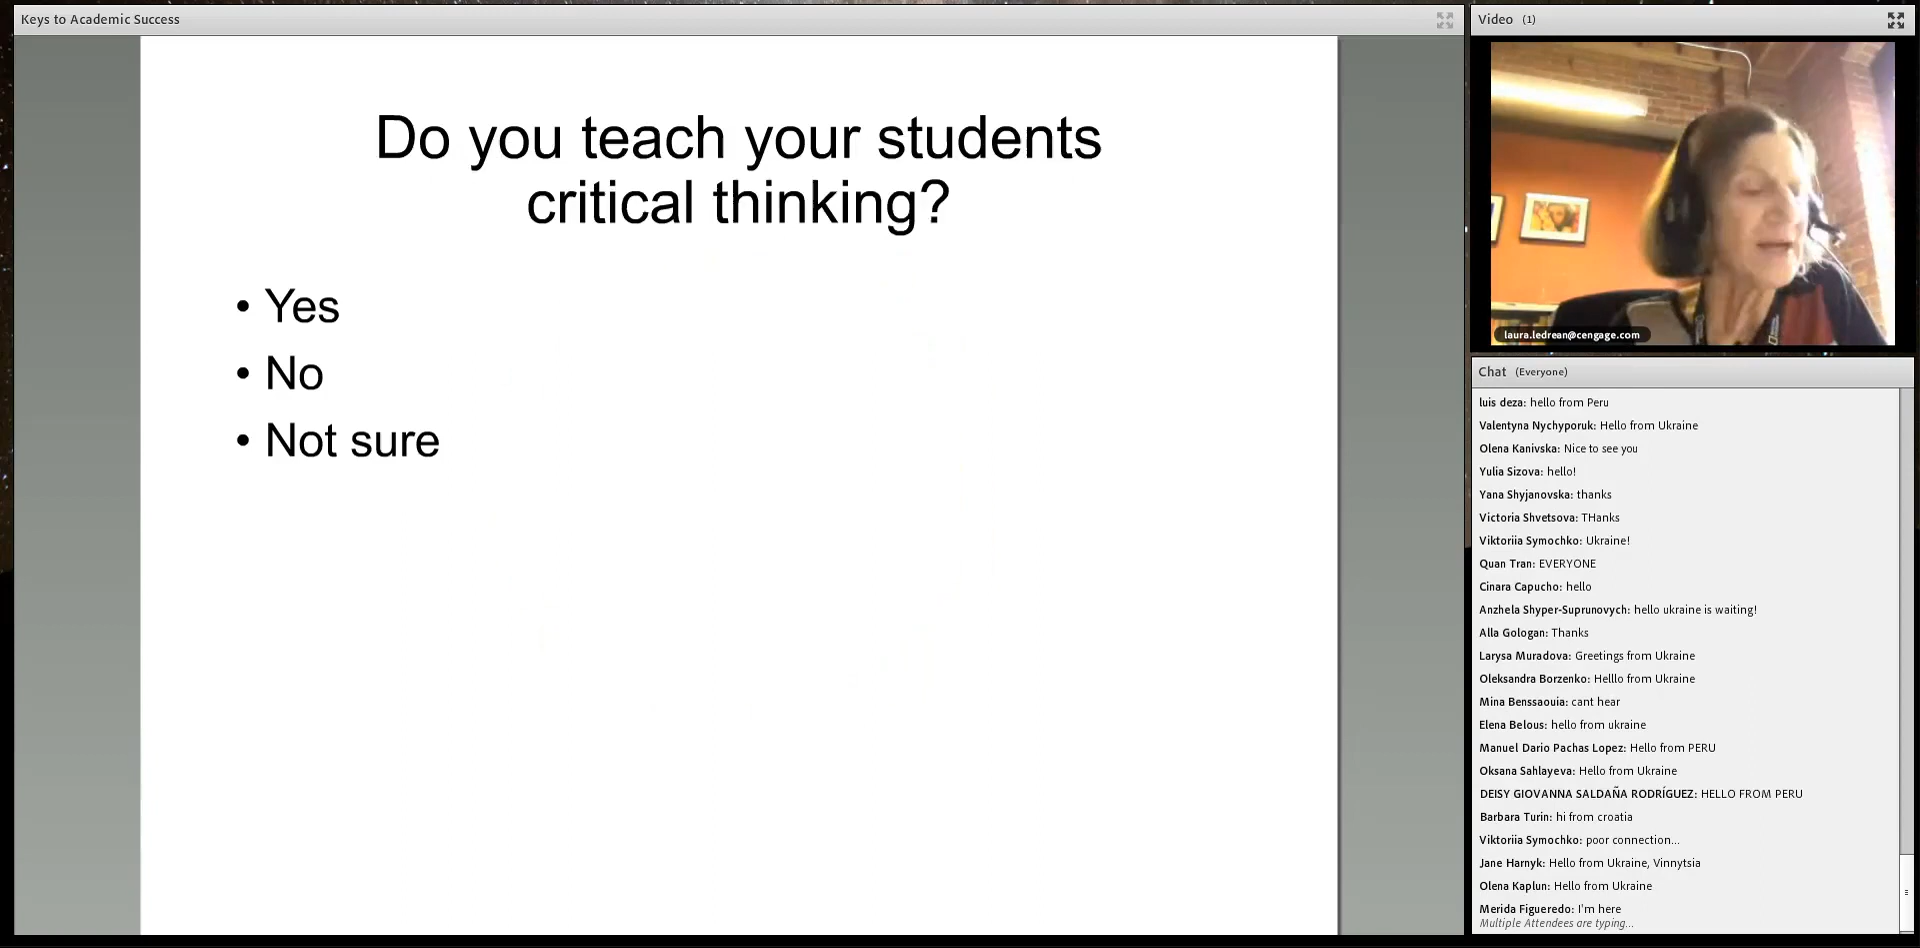 Keys to Academic Success
Do you teach your students
critical thinking?
• Yes
• No
• Not sure
Video (1)
laura.ledrean@cengage.com
Chat (Everyone)
luis deza: hello from Peru
Valentyna Nychyporuk: Hello from Ukraine
Olena Kanivska: Nice to see you
Yulia Sizova: hello!
Yana Shyjanovska: thanks
Victoria Shvetsova: THanks
Viktoriia Symochko: Ukraine!
Quan Tran: EVERYONE
Cinara Capucho: hello
Anzhela Shyper-Suprunovych: hello ukraine is waiting!
Alla Gologan: Thanks
Larysa Muradova: Greetings from Ukraine
Oleksandra Borzenko: Helllo from Ukraine
Mina Benssaouia: cant hear
Elena Belous: hello from ukraine
Manuel Dario Pachas Lopez: Hello from PERU
Oksana Sahlayeva: Hello from Ukraine
DEISY GIOVANNA SALDAÑA RODRÍGUEZ: HELLO FROM PERU
Barbara Turin: hi from croatia
Viktoriia Symochko: poor connection...
Jane Harnyk: Hello from Ukraine, Vinnytsia
Olena Kaplun: Hello from Ukraine
Merida Figueredo: I'm here
Multiple Attendees are typing...